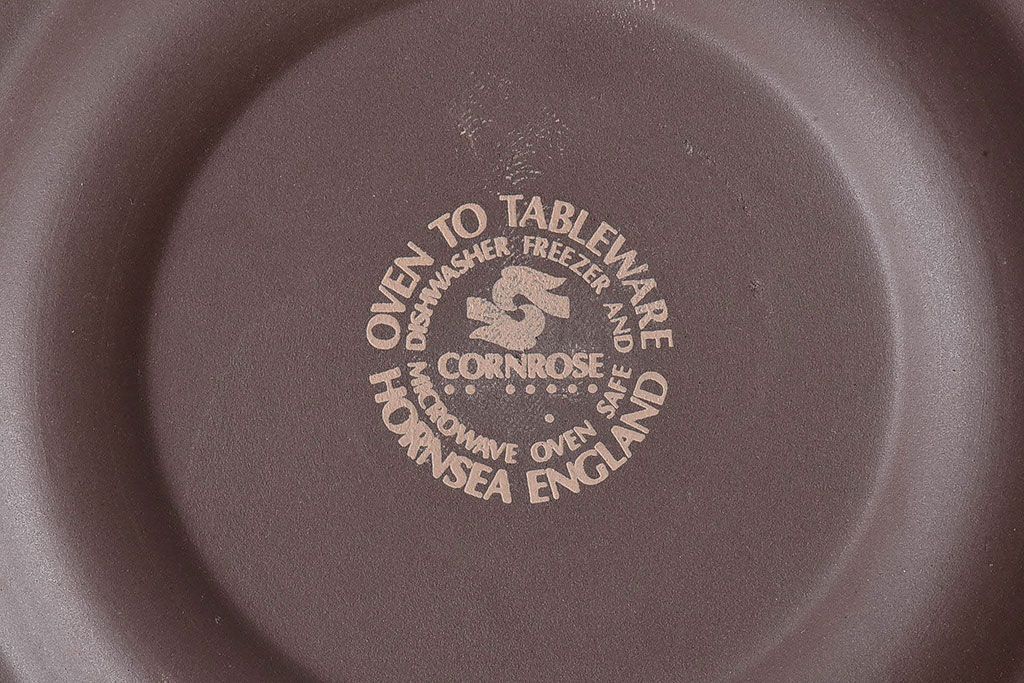 OVEN TO TABLEWARE
DISHWASHER FREEZER AND
CORNROSE
MICROWAVE OVEN SAFE
HORNSEA ENGLAND